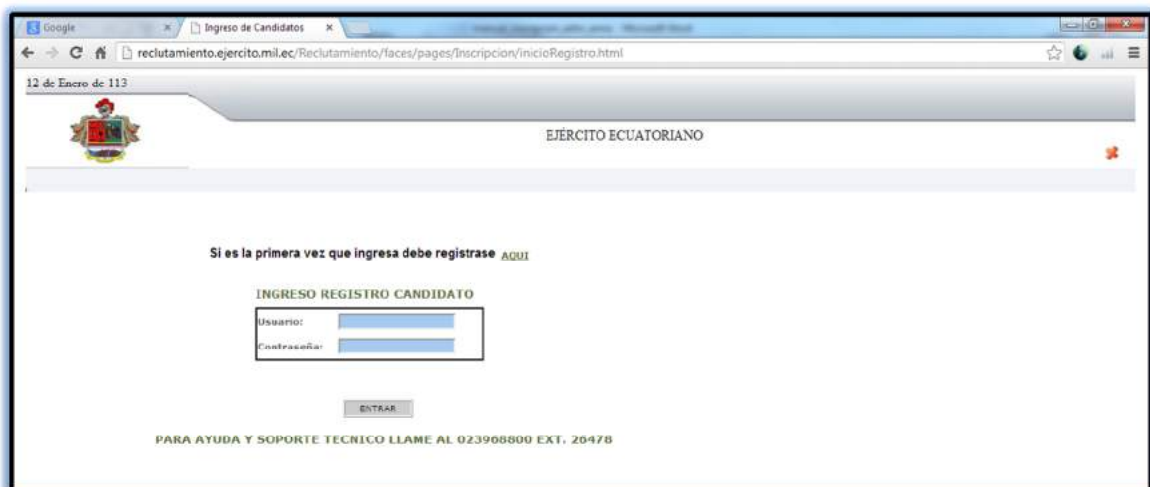 Google
Ingreso de Candidatos
reclutamiento.ejercito.mil.ec/Reclutamiento/faces/pages/Inscripcion/inicioRegistro.html
12 de Enero de 113
EJÉRCITO ECUATORIANO
Si es la primera vez que ingresa debe registrase AQUI
INGRESO REGISTRO CANDIDATO
Usuario:
Contraseña:
ENTRAR
PARA AYUDA Y SOPORTE TECNICO LLAME AL 023968800 EXT. 26478